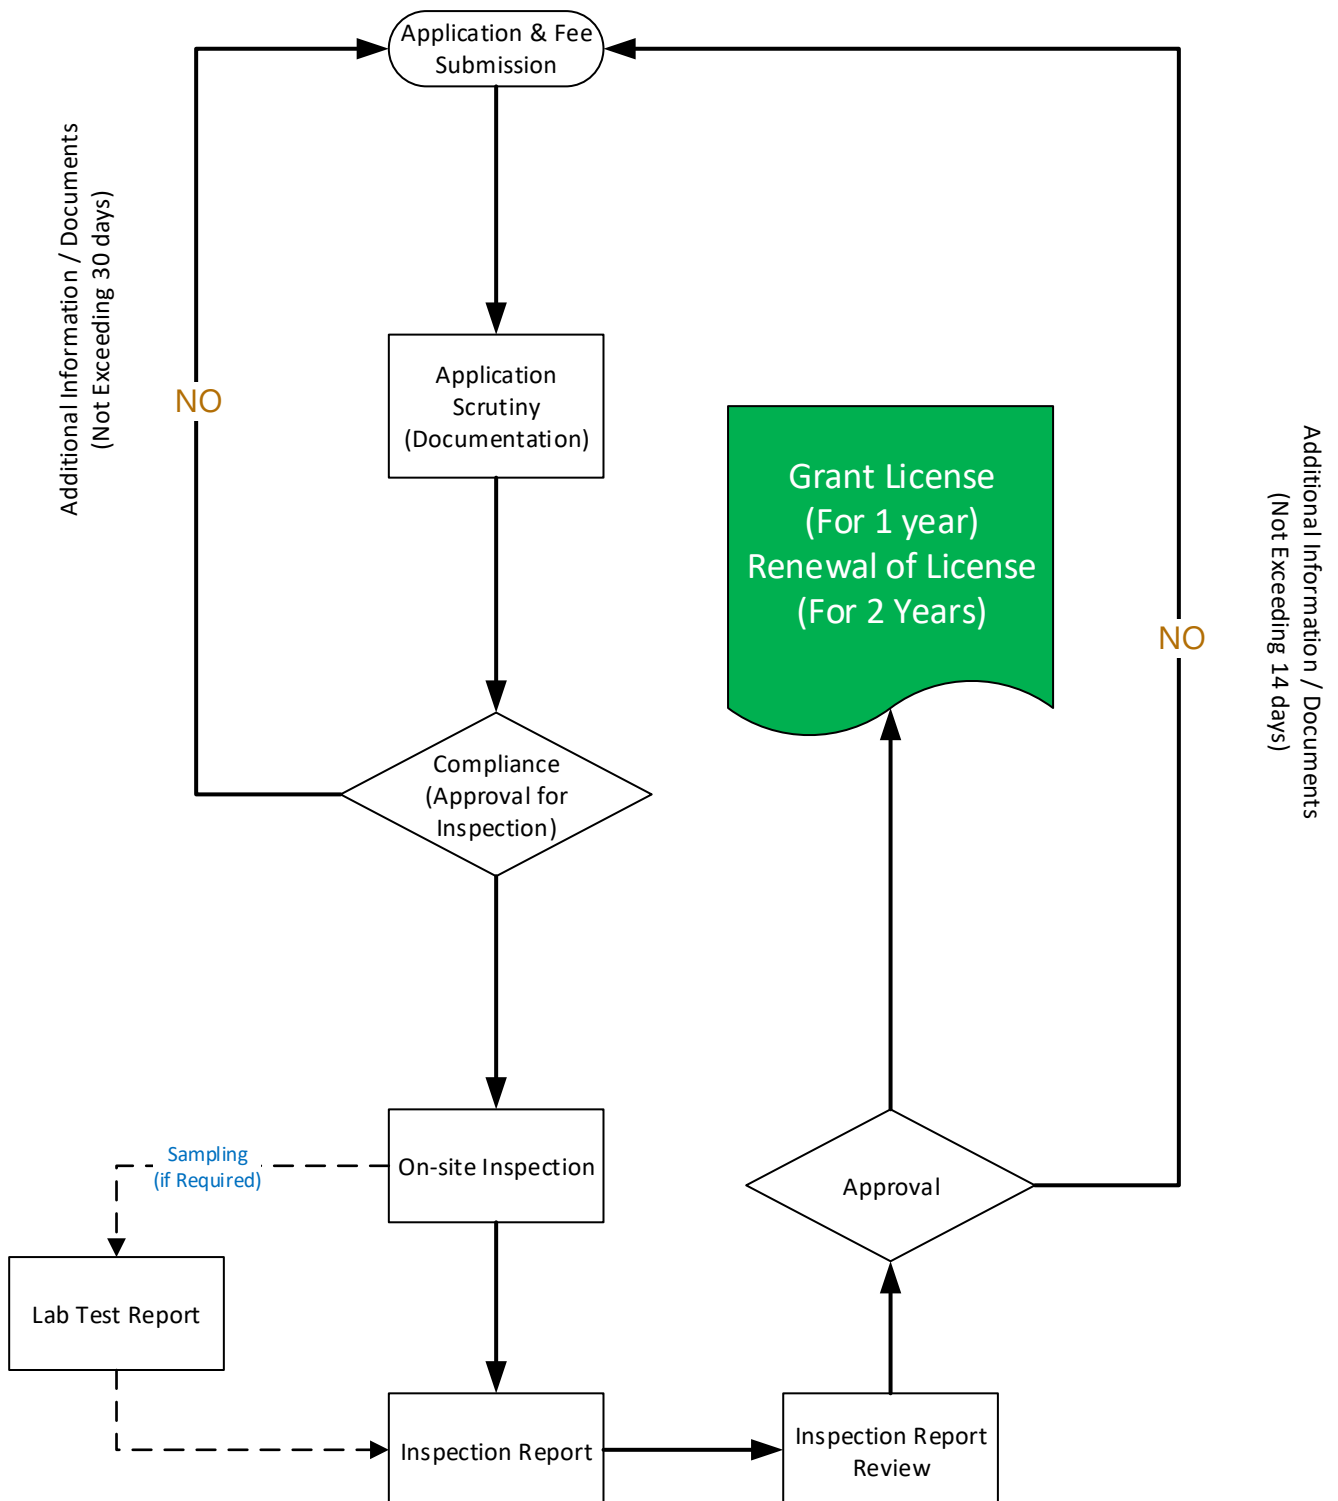 Application & Fee
Submission
Additional Information / Documents
(Not Exceeding 30 days)
NO
Application
Scrutiny
(Documentation)
Grant License
(For 1 year)
Renewal of License
(For 2 Years)
NO
Additional Information / Documents
(Not Exceeding 14 days)
Compliance
(Approval for
Inspection)
Sampling
(if Required)
On-site Inspection
Approval
Lab Test Report
Inspection Report
Inspection Report
Review